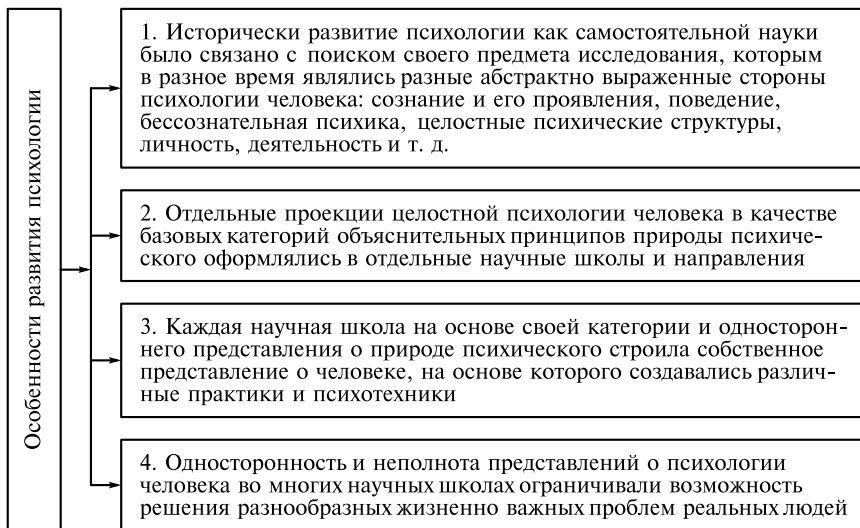 Особенности развития психологии
1. Исторически развитие психологии как самостоятельной науки
было связано с поиском своего предмета исследования, которым
в разное время являлись разные абстрактно выраженные стороны
психологии человека: сознание и его проявления, поведение,
бессознательная психика, целостные психические структуры,
личность, деятельность и т. д.
2. Отдельные проекции целостной психологии человека в качестве
базовых категорий объяснительных принципов природы психиче-
ского оформлялись в отдельные научные школы и направления
3. Каждая научная школа на основе своей категории и односторон-
него представления о природе психического строила собственное
представление о человеке, на основе которого создавались различ-
ные практики и психотехники
4. Односторонность и неполнота представлений о психологии
человека во многих научных школах ограничивали возможность
решения разнообразных жизненно важных проблем реальных людей